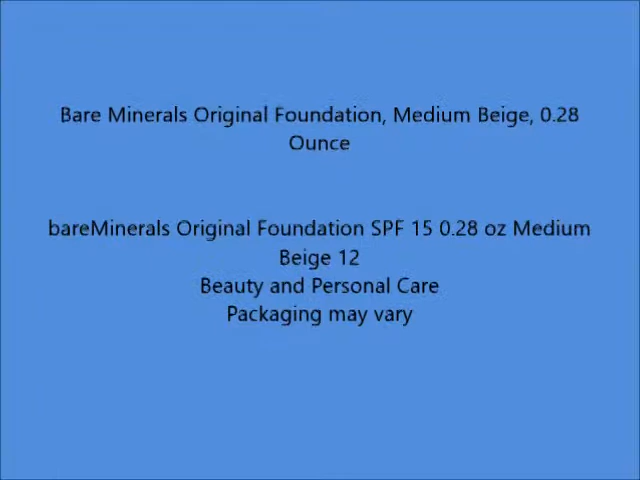 Bare Minerals Original Foundation, Medium Beige, 0.28
Ounce
bareMinerals Original Foundation SPF 15 0.28 oz Medium
Beige 12
Beauty and Personal Care
Packaging may vary